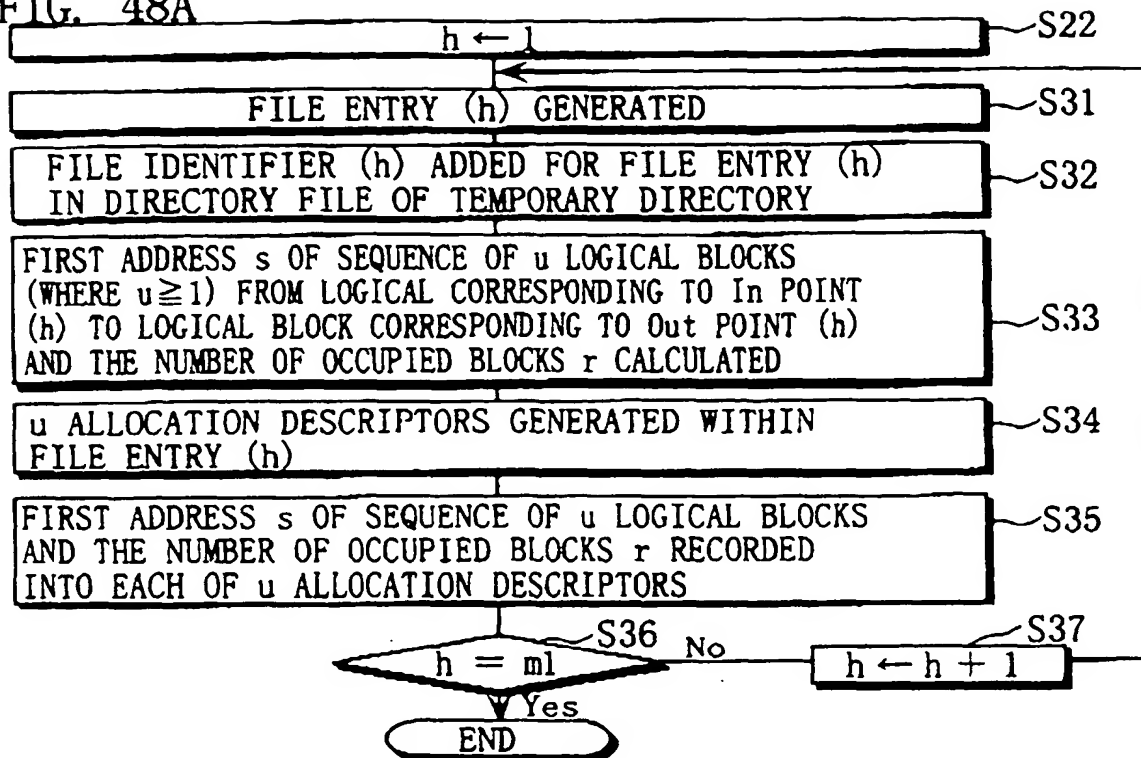 FIG. 48A
h ← 1
S22
FILE ENTRY (h) GENERATED
S31
FILE IDENTIFIER (h) ADDED FOR FILE ENTRY (h)
IN DIRECTORY FILE OF TEMPORARY DIRECTORY
S32
FIRST ADDRESS s OF SEQUENCE OF u LOGICAL BLOCKS
(WHERE u≧1) FROM LOGICAL CORRESPONDING TO In POINT
(h) TO LOGICAL BLOCK CORRESPONDING TO Out POINT (h)
AND THE NUMBER OF OCCUPIED BLOCKS r CALCULATED
S33
u ALLOCATION DESCRIPTORS GENERATED WITHIN
FILE ENTRY (h)
S34
FIRST ADDRESS s OF SEQUENCE OF u LOGICAL BLOCKS
AND THE NUMBER OF OCCUPIED BLOCKS r RECORDED
INTO EACH OF u ALLOCATION DESCRIPTORS
S35
S36
h = m1
No
S37
h ← h + 1
Yes
END